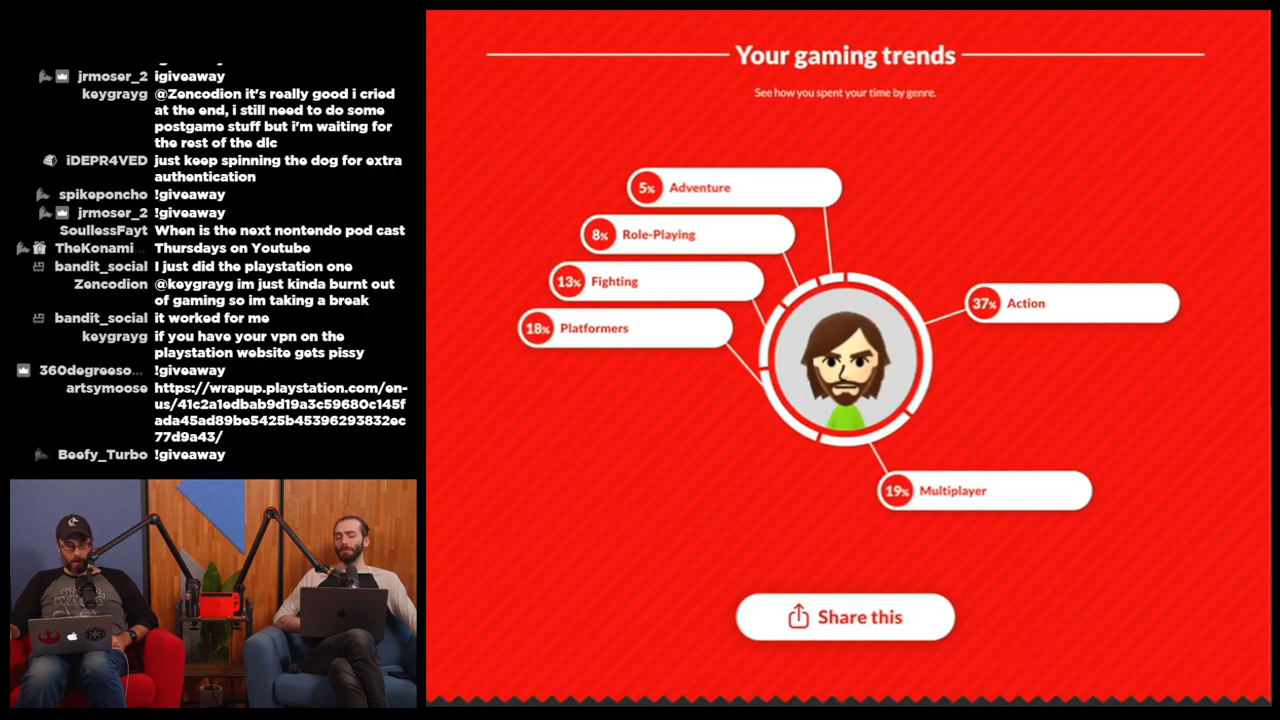 jrmoser_2 igiveaway
keygrayg @Zencodion it's really good i cried
at the end, i still need to do some
postgame stuff but i'm waiting for
the rest of the dlc
iDEPR4VED just keep spinning the dog for extra
authentication
spikeponcho !giveaway
jrmoser_2 !giveaway
SoullessFayt When is the next nontendo pod cast
TheKonami... Thursdays on Youtube
bandit_social I just did the playstation one
Zencodion @keygrayg im just kinda burnt out
of gaming so im taking a break
bandit_social it worked for me
keygrayg if you have your vpn on the
playstation website gets pissy
360degreeso... !giveaway
artsymoose https://wrapup.playstation.com/en-
us/41c2a1edbab9d19a3c59680c145f
ada45ad89be5425b45396293832ec
77d9a43/
Beefy_Turbo !giveaway
Your gaming trends
See how you spent your time by genre.
5% Adventure
8% Role-Playing
13% Fighting
18% Platformers
37% Action
19% Multiplayer
Share this